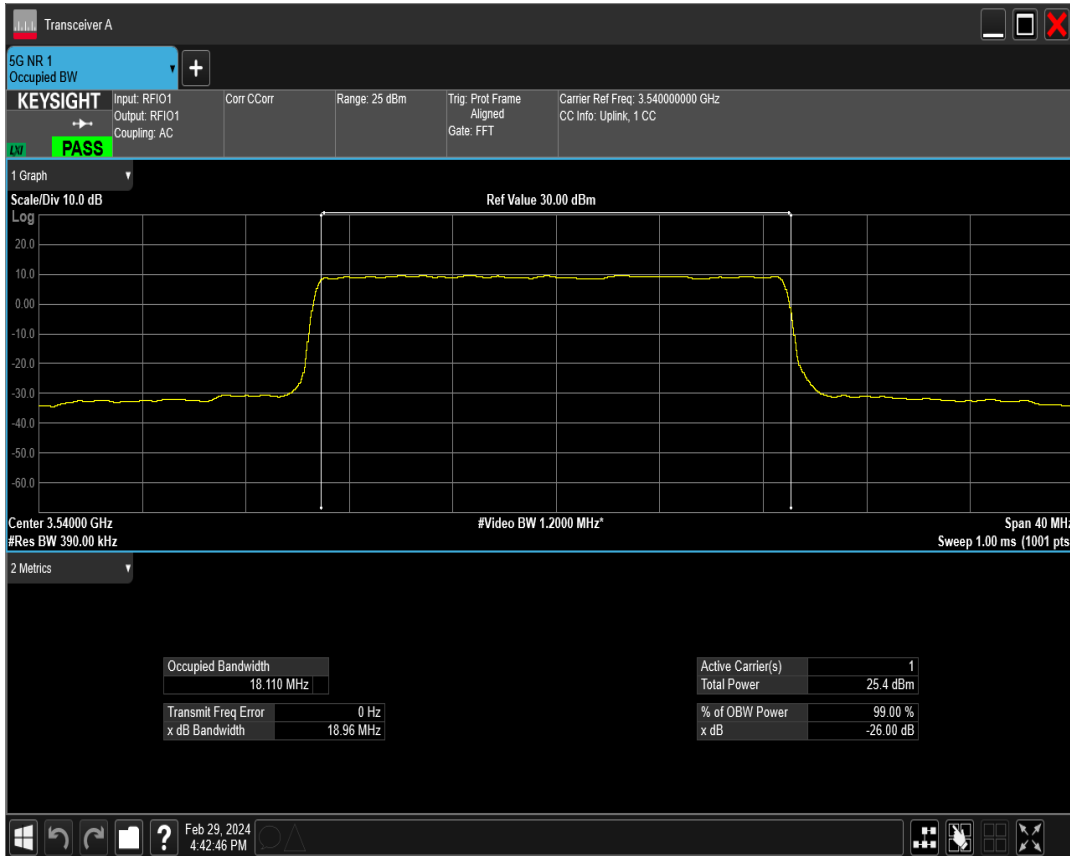 Transceiver A
5G NR 1
Occupied BW
KEYSIGHT
LXI
PASS
Input: RFIO1
Output: RFIO1
Coupling: AC
Corr CCorr
Range: 25 dBm
Trig: Prot Frame
Aligned
Gate: FFT
Carrier Ref Freq: 3.540000000 GHz
CC Info: Uplink, 1 CC
1 Graph
Scale/Div 10.0 dB
Ref Value 30.00 dBm
Log
20.0
10.0
0.00
-10.0
-20.0
-30.0
-40.0
-50.0
-60.0
Center 3.54000 GHz
#Video BW 1.2000 MHz*
Span 40 MHz
#Res BW 390.00 kHz
Sweep 1.00 ms (1001 pts
2 Metrics
Occupied Bandwidth
18.110 MHz
Transmit Freq Error 0 Hz
x dB Bandwidth 18.96 MHz
Active Carrier(s) 1
Total Power 25.4 dBm
% of OBW Power 99.00 %
x dB -26.00 dB
?
Feb 29, 2024
4:42:46 PM